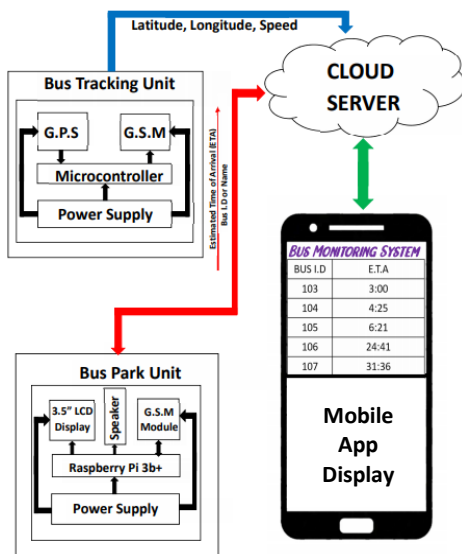 Latitude, Longitude, Speed
CLOUD
SERVER
Bus Tracking Unit
G.P.S
G.S.M
Microcontroller
Power Supply
Estimated Time of Arrival (ETA)
Bus I.D or Name
BUS MONITORING SYSTEM
BUS I.D E.T.A
103 3:00
104 4:25
105 6:21
106 24:41
107 31:36
Mobile
App
Display
Bus Park Unit
3.5” LCD
Display
Speaker
G.S.M
Module
Raspberry Pi 3b+
Power Supply